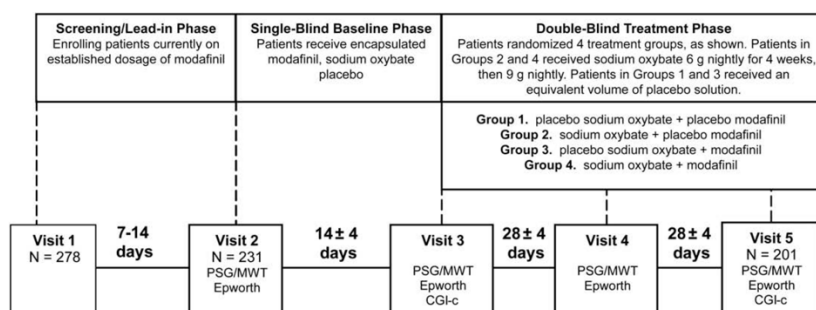 Screening/Lead-in Phase
Enrolling patients currently on
established dosage of modafinil
Single-Blind Baseline Phase
Patients receive encapsulated
modafinil, sodium oxybate
placebo
Double-Blind Treatment Phase
Patients randomized 4 treatment groups, as shown. Patients in
Groups 2 and 4 received sodium oxybate 6 g nightly for 4 weeks,
then 9 g nightly. Patients in Groups 1 and 3 received an
equivalent volume of placebo solution.
Group 1. placebo sodium oxybate + placebo modafinil
Group 2. sodium oxybate + placebo modafinil
Group 3. placebo sodium oxybate + modafinil
Group 4. sodium oxybate + modafinil
Visit 1
N = 278
7-14
days
Visit 2
N = 231
PSG/MWT
Epworth
14± 4
days
Visit 3
PSG/MWT
Epworth
CGI-c
28± 4
days
Visit 4
PSG/MWT
Epworth
28± 4
days
Visit 5
N = 201
PSG/MWT
Epworth
CGI-c